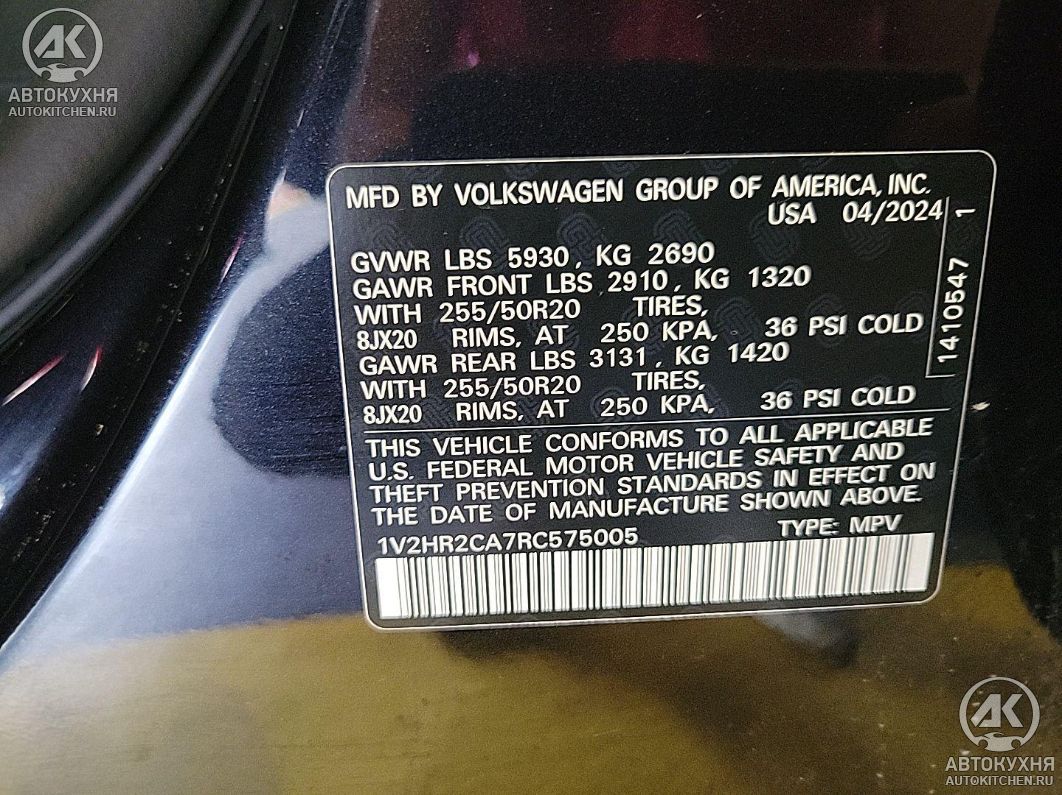 AK
АВТОКУХНЯ
AUTOKITCHEN.RU
MFD BY VOLKSWAGEN GROUP OF AMERICA, INC.
USA 04/2024
GVWR LBS 5930, KG 2690
GAWR FRONT LBS 2910, KG 1320
WITH 255/50R20 TIRES,
8JX20 RIMS, AT 250 KPA, 36 PSI COLD
GAWR REAR LBS 3131, KG 1420
WITH 255/50R20 TIRES,
8JX20 RIMS, AT 250 KPA, 36 PSI COLD
1410547 1
THIS VEHICLE CONFORMS TO ALL APPLICABLE
U.S. FEDERAL MOTOR VEHICLE SAFETY AND
THEFT PREVENTION STANDARDS IN EFFECT ON
THE DATE OF MANUFACTURE SHOWN ABOVE.
1V2HR2CA7RC575005 TYPE: MPV
AK
АВТОКУХНЯ
AUTOKITCHEN.RU